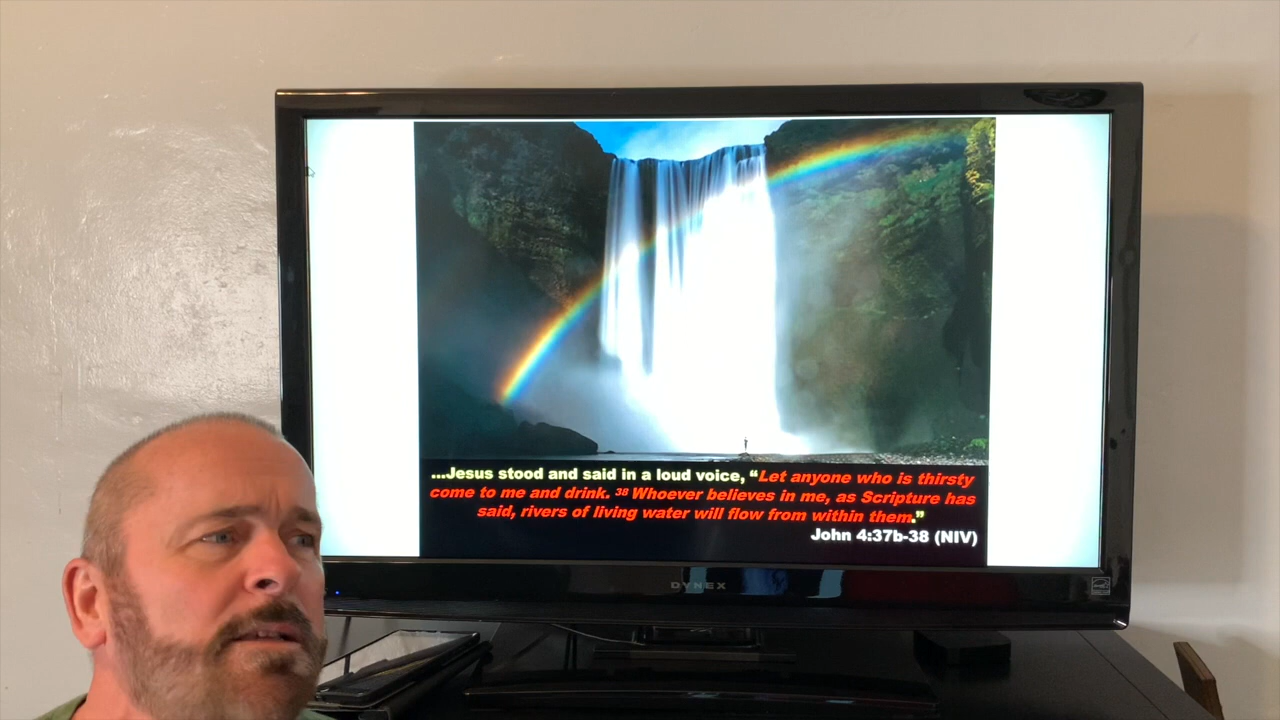 ...Jesus stood and said in a loud voice, “Let anyone who is thirsty
come to me and drink. ³⁸ Whoever believes in me, as Scripture has
said, rivers of living water will flow from within them.”
John 4:37b-38 (NIV)
DYNEX